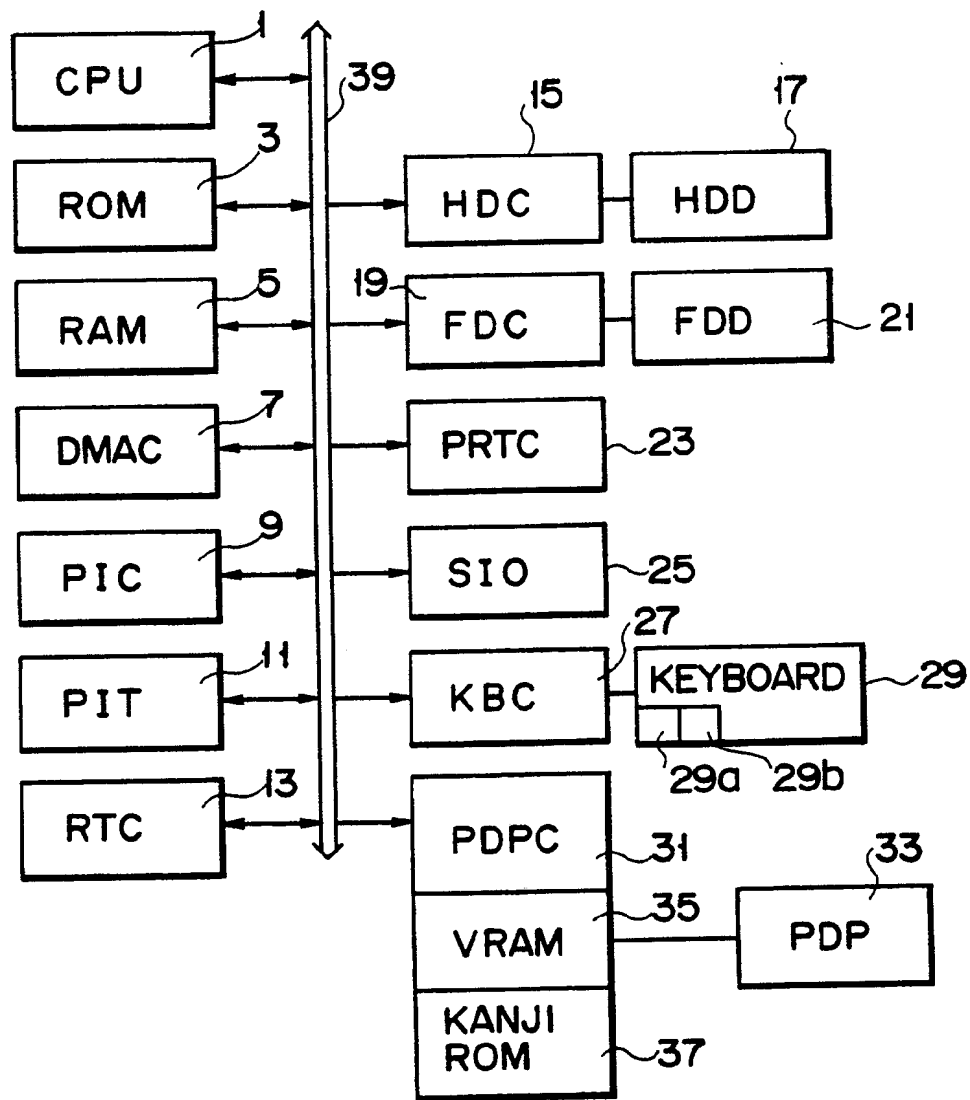 1
CPU
39
3
ROM
15
HDC
17
HDD
5
RAM
19
FDC
FDD
21
7
DMAC
PRTC
23
9
PIC
SIO
25
11
PIT
27
KBC
KEYBOARD
29
29a
29b
13
RTC
PDPC
31
VRAM
35
33
PDP
KANJI
ROM
37